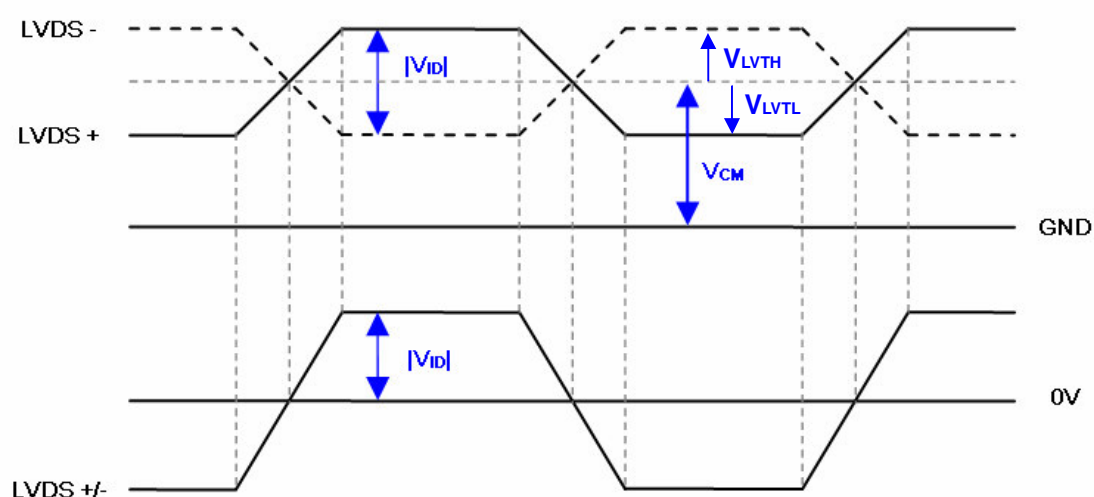 LVDS -
|VID|
VLVTH
VLVTL
LVDS +
VCM
GND
|VID|
0V
LVDS +/-